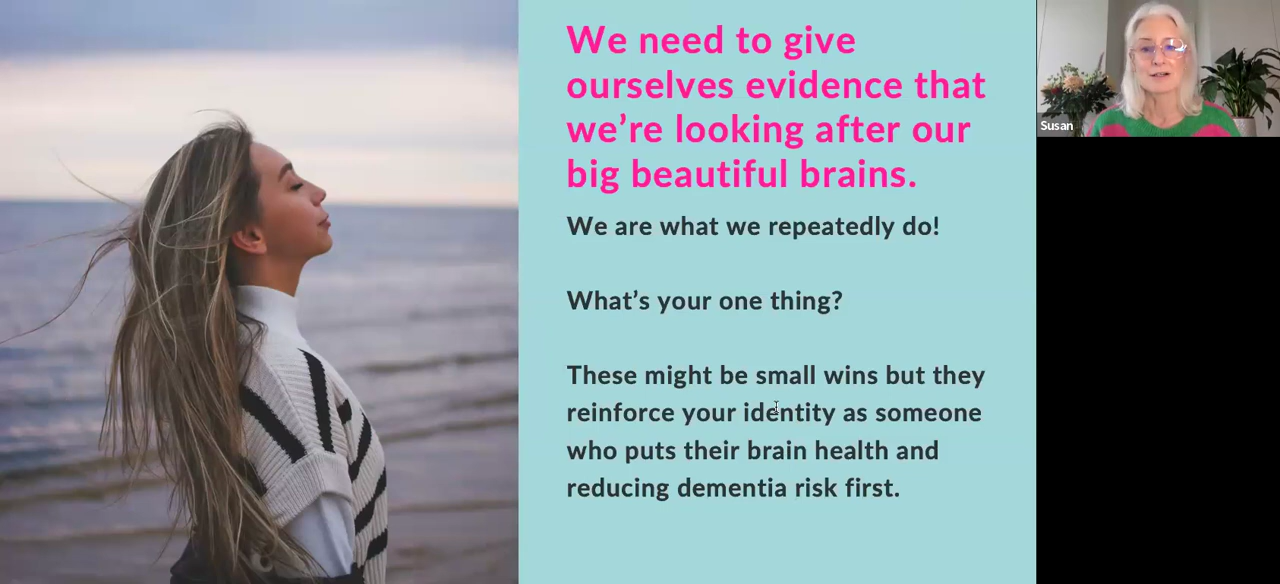 We need to give
ourselves evidence that
we’re looking after our
big beautiful brains.
We are what we repeatedly do!
What’s your one thing?
These might be small wins but they
reinforce your identity as someone
who puts their brain health and
reducing dementia risk first.
Susan